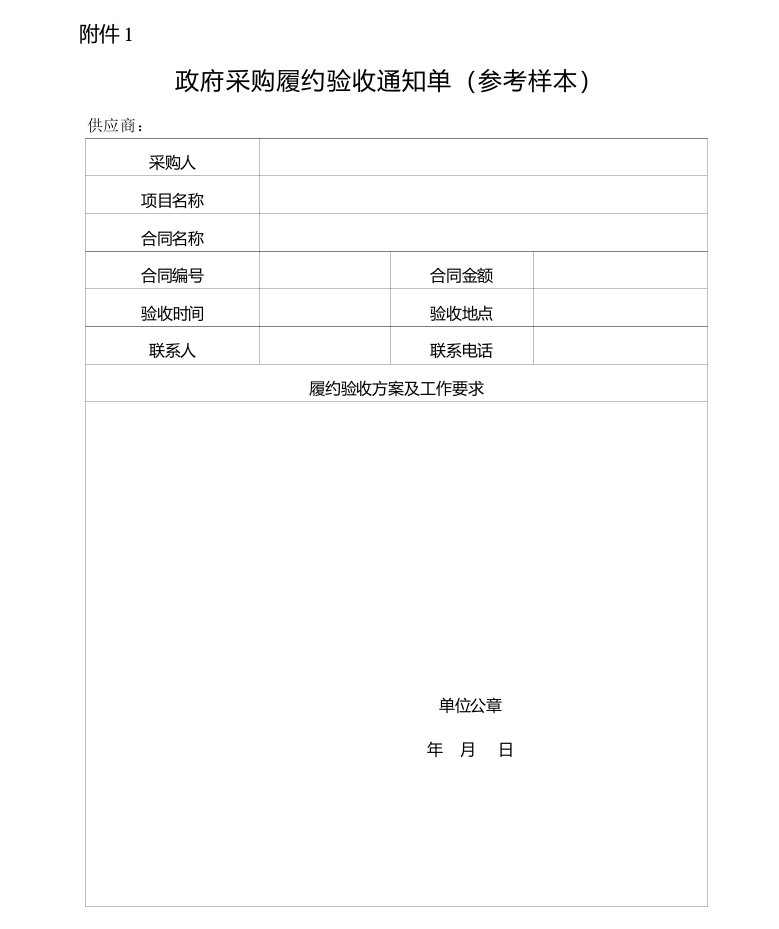 附件 1
政府采购履约验收通知单（参考样本）
供应商：
采购人
项目名称
合同名称
合同编号 合同金额
验收时间 验收地点
联系人 联系电话
履约验收方案及工作要求
单位公章
年 月 日